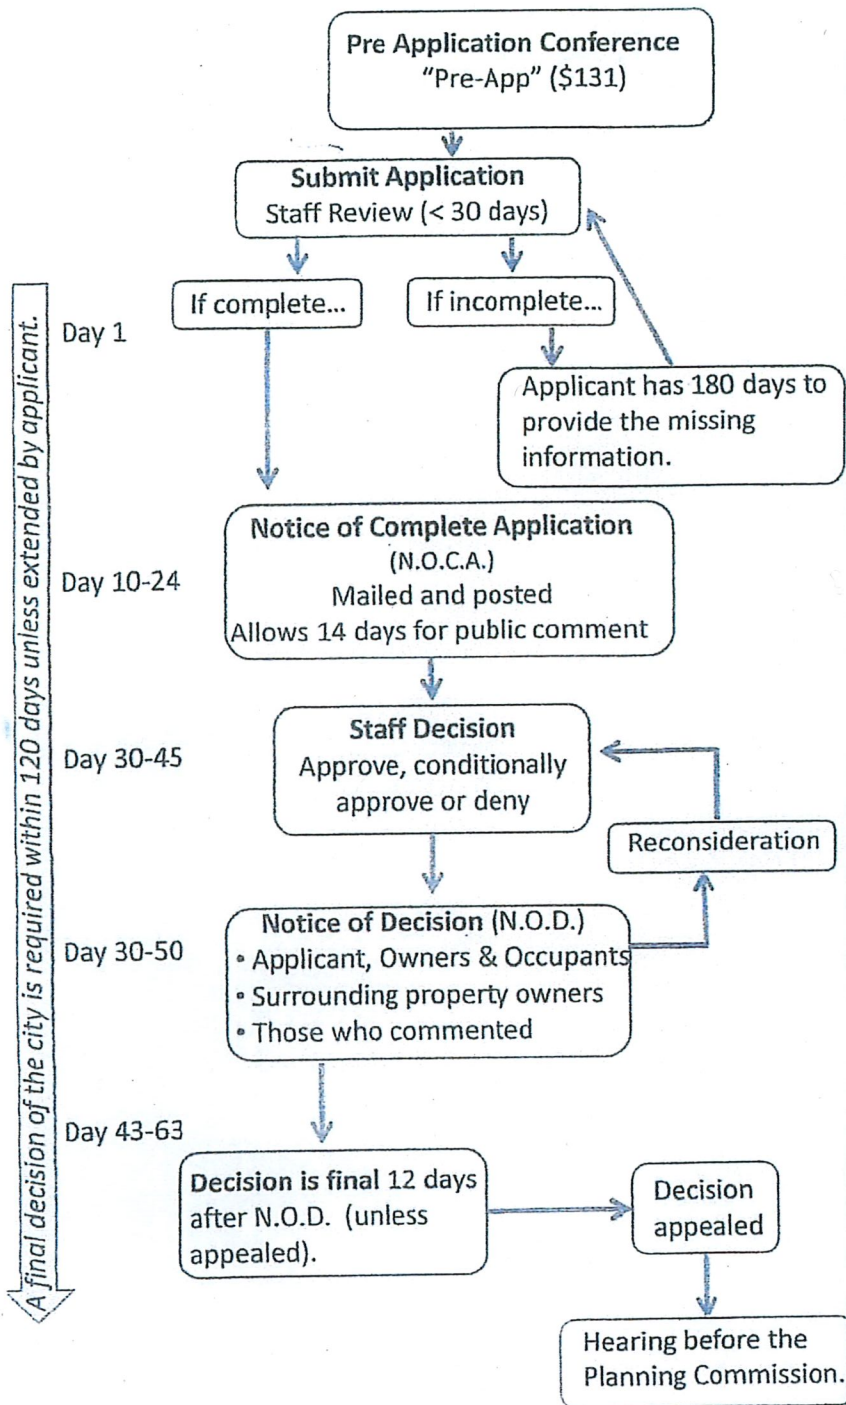 Pre Application Conference
"Pre-App" ($131)
Submit Application
Staff Review (< 30 days)
If complete...
If incomplete...
Day 1
Applicant has 180 days to
provide the missing
information.
Notice of Complete Application
(N.O.C.A.)
Mailed and posted
Allows 14 days for public comment
Day 10-24
Staff Decision
Approve, conditionally
approve or deny
Day 30-45
Reconsideration
Notice of Decision (N.O.D.)
• Applicant, Owners & Occupants
• Surrounding property owners
• Those who commented
Day 30-50
Day 43-63
Decision is final 12 days
after N.O.D. (unless
appealed).
Decision
appealed
Hearing before the
Planning Commission.
A final decision of the city is required within 120 days unless extended by applicant.